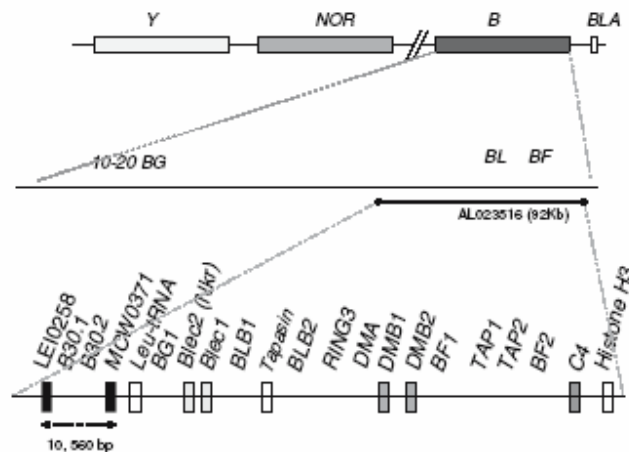 Y NOR B BLA
10-20 BG BL BF
AL023516 (92Kb)
LEI0258 B30.1 B30.2 MCW0371 Leu-tRNA BG1 Blec2 (Nkr) Blec1 BLB1 Tapasin BLB2 RING3 DMA DMB1 DMB2 BF1 TAP1 TAP2 BF2 C4 Histone H3
10, 560 bp